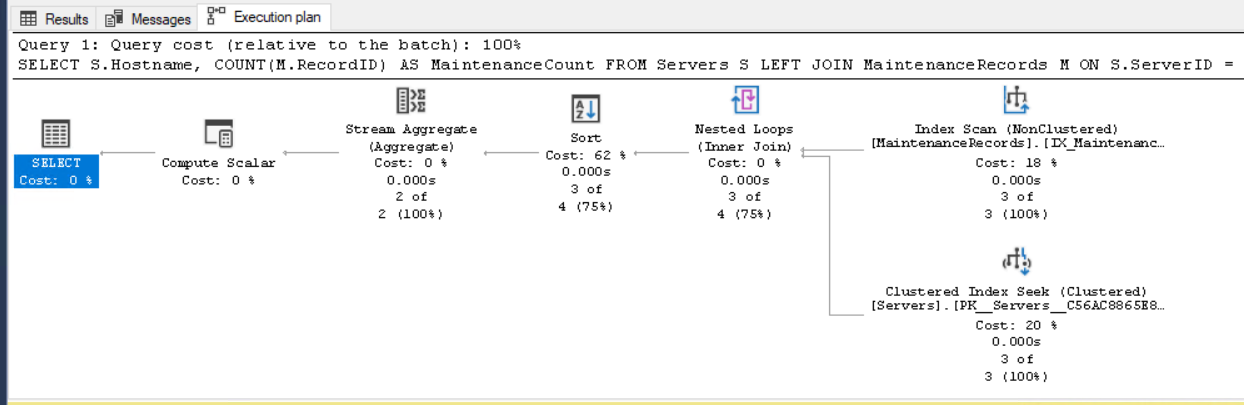 Results Messages Execution plan
Query 1: Query cost (relative to the batch): 100%
SELECT S.Hostname, COUNT(M.RecordID) AS MaintenanceCount FROM Servers S LEFT JOIN MaintenanceRecords M ON S.ServerID =
SELECT
Cost: 0 %
Compute Scalar
Cost: 0 %
Stream Aggregate
(Aggregate)
Cost: 0 %
0.000s
2 of
2 (100%)
Sort
Cost: 62 %
0.000s
3 of
4 (75%)
Nested Loops
(Inner Join)
Cost: 0 %
0.000s
3 of
4 (75%)
Index Scan (NonClustered)
[MaintenanceRecords].[IX_Maintenanc…
Cost: 18 %
0.000s
3 of
3 (100%)
Clustered Index Seek (Clustered)
[Servers].[PK__Servers__C56AC8865E8…
Cost: 20 %
0.000s
3 of
3 (100%)